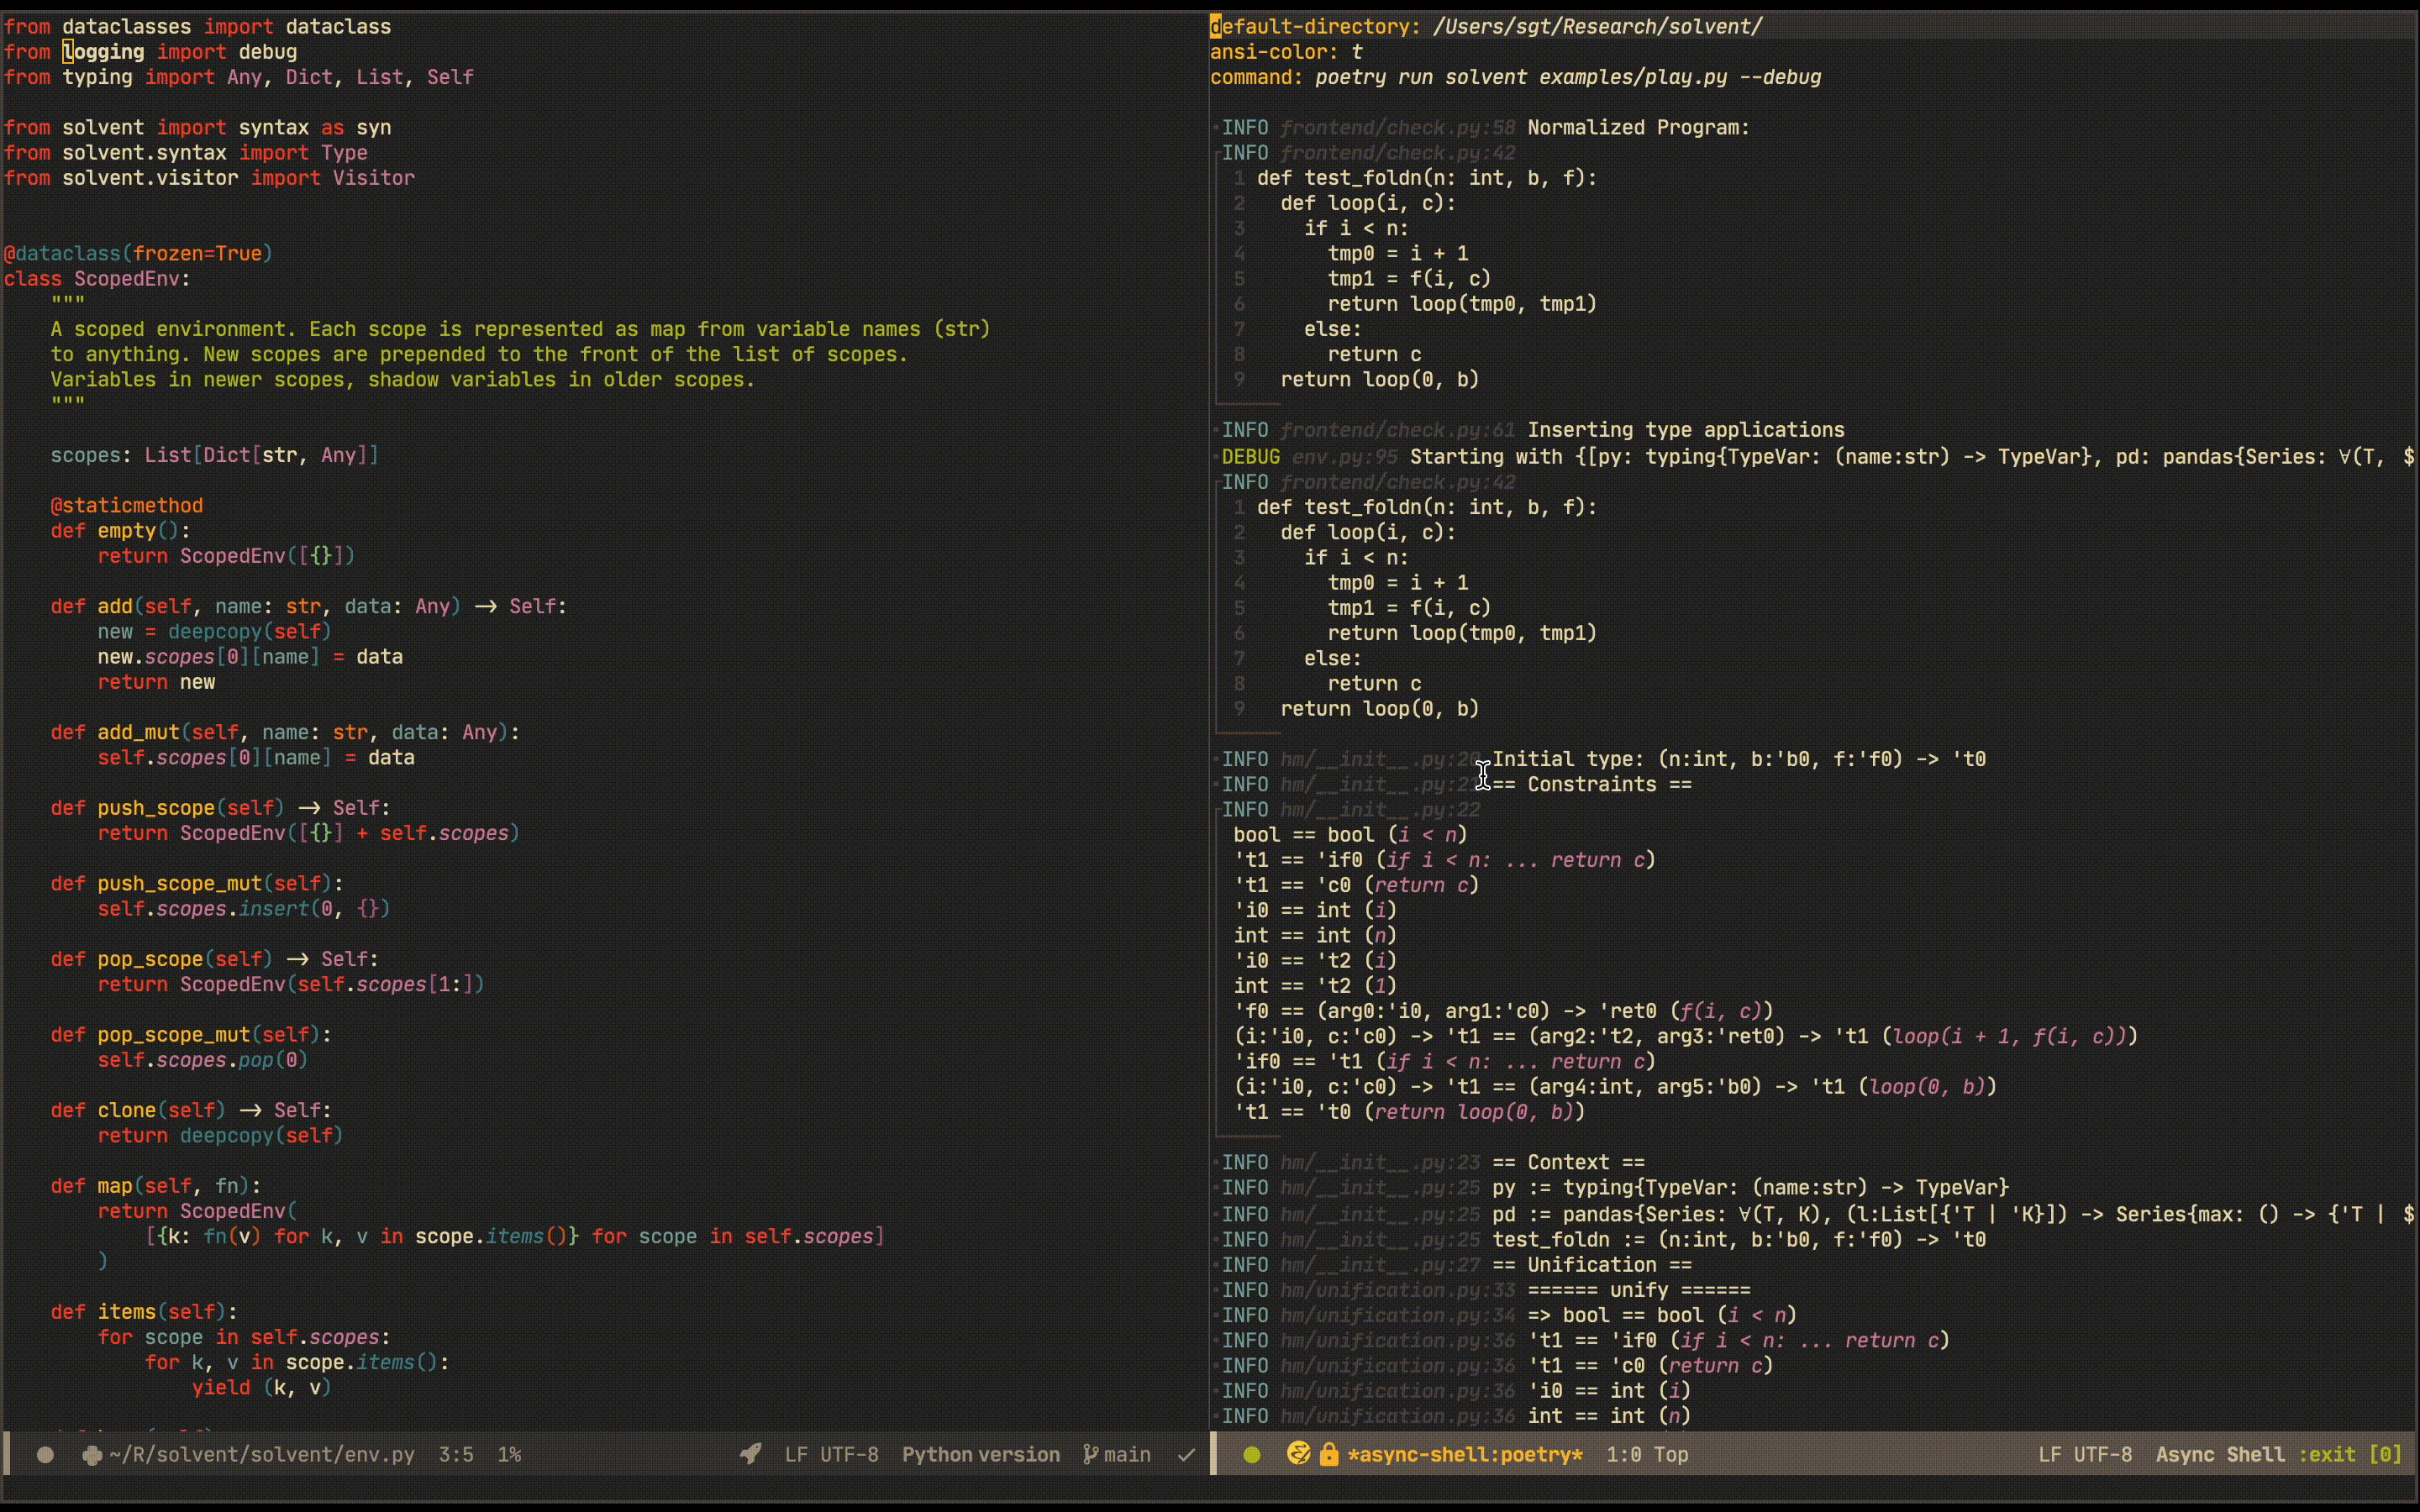 from dataclasses import dataclass
from logging import debug
from typing import Any, Dict, List, Self

from solvent import syntax as syn
from solvent.syntax import Type
from solvent.visitor import Visitor

@dataclass(frozen=True)
class ScopedEnv:
    """
    A scoped environment. Each scope is represented as map from variable names (str)
    to anything. New scopes are prepended to the front of the list of scopes.
    Variables in newer scopes, shadow variables in older scopes.
    """

    scopes: List[Dict[str, Any]]

    @staticmethod
    def empty():
        return ScopedEnv([{}])

    def add(self, name: str, data: Any) -> Self:
        new = deepcopy(self)
        new.scopes[0][name] = data
        return new

    def add_mut(self, name: str, data: Any):
        self.scopes[0][name] = data

    def push_scope(self) -> Self:
        return ScopedEnv([{}] + self.scopes)

    def push_scope_mut(self):
        self.scopes.insert(0, {})

    def pop_scope(self) -> Self:
        return ScopedEnv(self.scopes[1:])

    def pop_scope_mut(self):
        self.scopes.pop(0)

    def clone(self) -> Self:
        return deepcopy(self)

    def map(self, fn):
        return ScopedEnv(
            [{k: fn(v) for k, v in scope.items()} for scope in self.scopes]
        )

    def items(self):
        for scope in self.scopes:
            for k, v in scope.items():
                yield (k, v)

~/R/solvent/solvent/env.py 3:5 1% LF UTF-8 Python version main
default-directory: /Users/sgt/Research/solvent/
ansi-color: t
command: poetry run solvent examples/play.py --debug

INFO frontend/check.py:58 Normalized Program:
INFO frontend/check.py:42
1 def test_foldn(n: int, b, f):
2   def loop(i, c):
3     if i < n:
4       tmp0 = i + 1
5       tmp1 = f(i, c)
6       return loop(tmp0, tmp1)
7     else:
8       return c
9   return loop(0, b)

INFO frontend/check.py:61 Inserting type applications
DEBUG env.py:95 Starting with {[py: typing{TypeVar: (name:str) -> TypeVar}, pd: pandas{Series: ∀(T, $
INFO frontend/check.py:42
1 def test_foldn(n: int, b, f):
2   def loop(i, c):
3     if i < n:
4       tmp0 = i + 1
5       tmp1 = f(i, c)
6       return loop(tmp0, tmp1)
7     else:
8       return c
9   return loop(0, b)

INFO hm/__init__.py:20 Initial type: (n:int, b:'b0, f:'f0) -> 't0
INFO hm/__init__.py:21 == Constraints ==
INFO hm/__init__.py:22
bool == bool (i < n)
't1 == 'if0 (if i < n: ... return c)
't1 == 'c0 (return c)
'i0 == int (i)
int == int (n)
'i0 == 't2 (i)
int == 't2 (1)
'f0 == (arg0:'i0, arg1:'c0) -> 'ret0 (f(i, c))
(i:'i0, c:'c0) -> 't1 == (arg2:'t2, arg3:'ret0) -> 't1 (loop(i + 1, f(i, c)))
'if0 == 't1 (if i < n: ... return c)
(i:'i0, c:'c0) -> 't1 == (arg4:int, arg5:'b0) -> 't1 (loop(0, b))
't1 == 't0 (return loop(0, b))

INFO hm/__init__.py:23 == Context ==
INFO hm/__init__.py:25 py := typing{TypeVar: (name:str) -> TypeVar}
INFO hm/__init__.py:25 pd := pandas{Series: ∀(T, K), (l:List[{'T | 'K}]) -> Series{max: () -> {'T | $
INFO hm/__init__.py:25 test_foldn := (n:int, b:'b0, f:'f0) -> 't0
INFO hm/__init__.py:27 == Unification ==
INFO hm/unification.py:33 ====== unify ======
INFO hm/unification.py:34 => bool == bool (i < n)
INFO hm/unification.py:36 't1 == 'if0 (if i < n: ... return c)
INFO hm/unification.py:36 't1 == 'c0 (return c)
INFO hm/unification.py:36 'i0 == int (i)
INFO hm/unification.py:36 int == int (n)
*async-shell:poetry* 1:0 Top LF UTF-8 Async Shell :exit [0]